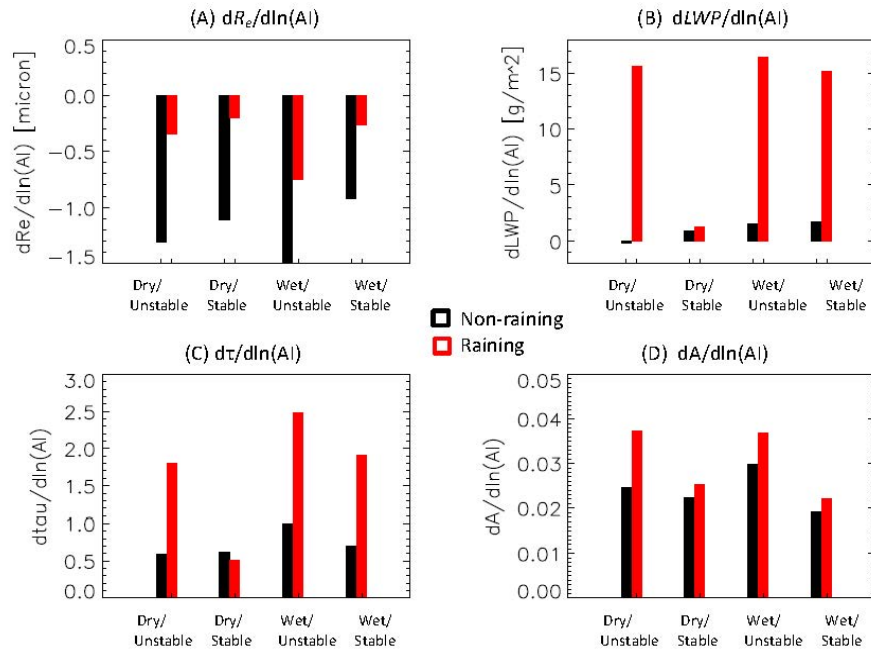 (A) dRe/dln(AI)
dRe/dln(AI) [micron]
0.5
0.0
−0.5
−1.0
−1.5
Dry/ Dry/ Wet/ Wet/
Unstable Stable Unstable Stable
(B) dLWP/dln(AI)
dLWP/dln(AI) [g/m^2]
15
10
5
0
Dry/ Dry/ Wet/ Wet/
Unstable Stable Unstable Stable
Non-raining
Raining
(C) dτ/dln(AI)
dtau/dln(AI)
3.0
2.5
2.0
1.5
1.0
0.5
0.0
Dry/ Dry/ Wet/ Wet/
Unstable Stable Unstable Stable
(D) dA/dln(AI)
dA/dln(AI)
0.05
0.04
0.03
0.02
0.01
0.00
Dry/ Dry/ Wet/ Wet/
Unstable Stable Unstable Stable